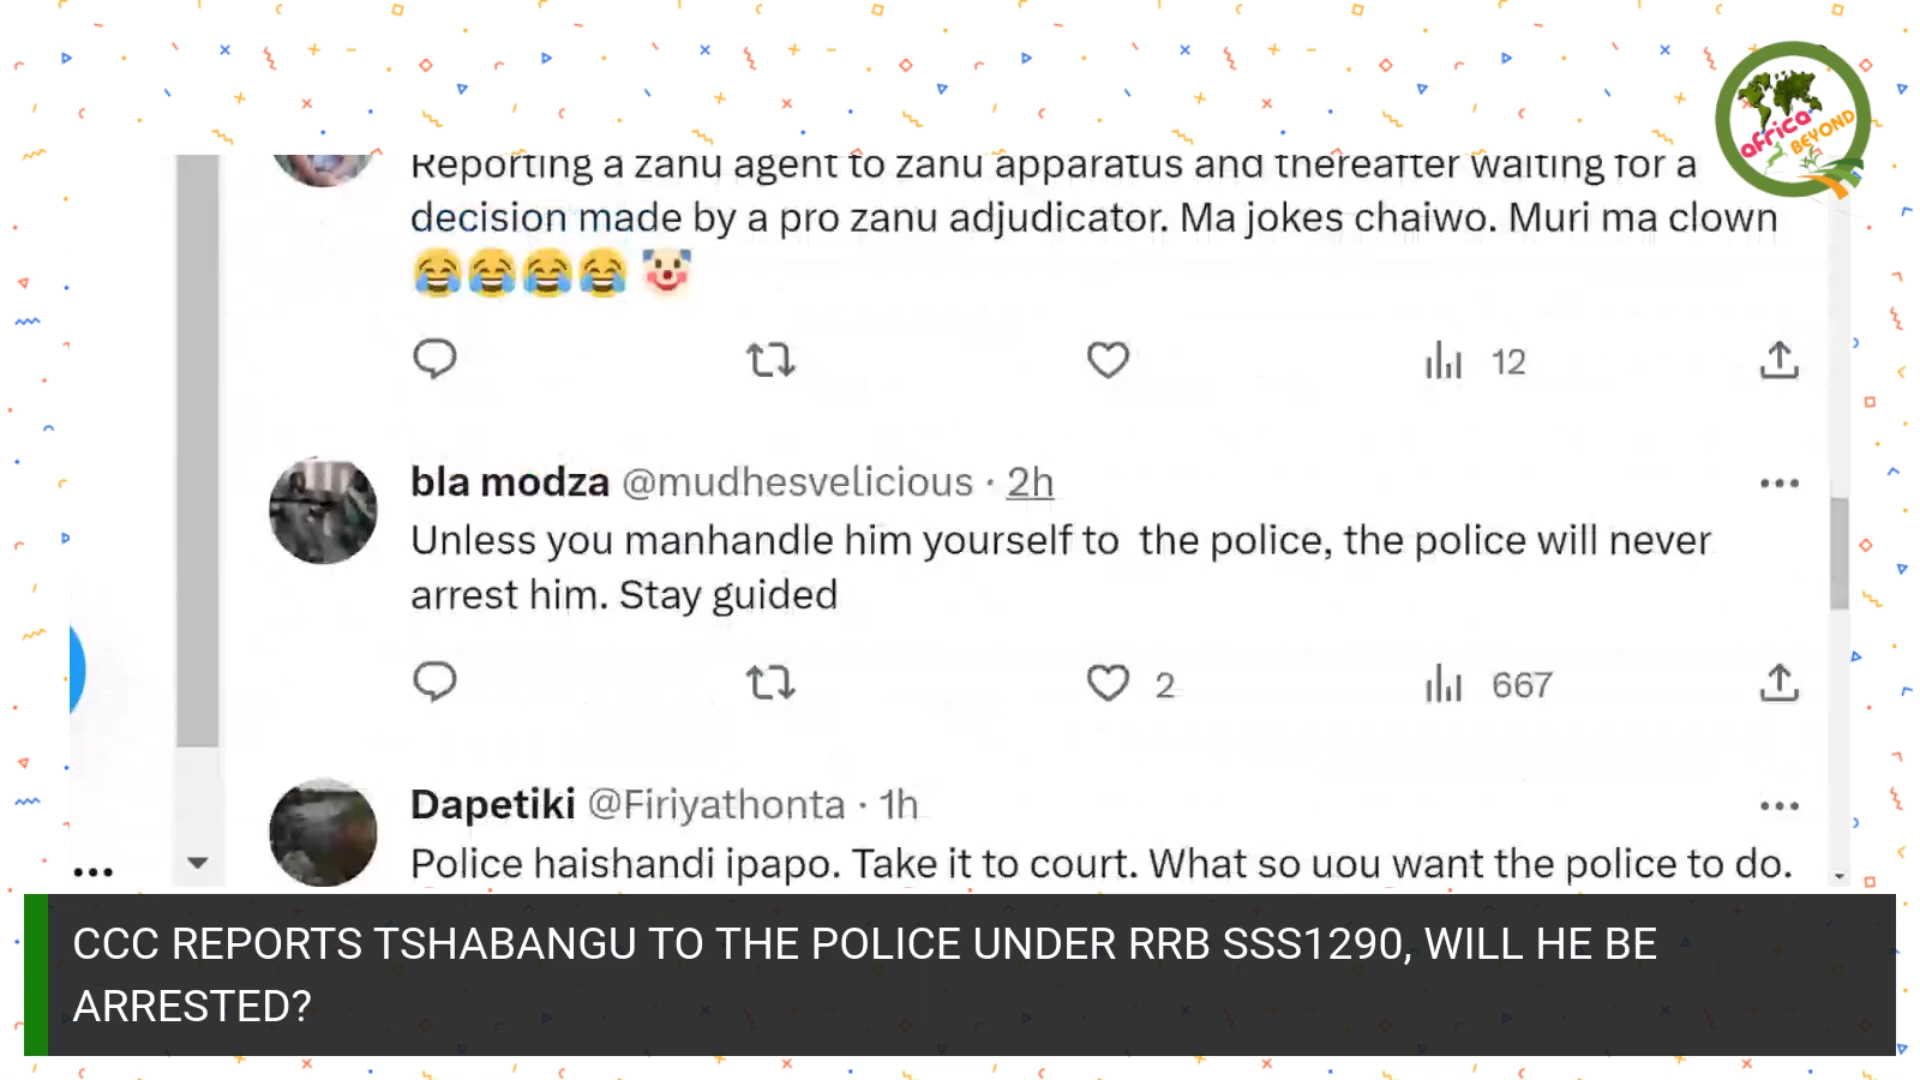 africa
BEYOND
Reporting a zanu agent to zanu apparatus and thereafter waiting for a
decision made by a pro zanu adjudicator. Ma jokes chaiwo. Muri ma clown
😂😂😂😂 🤡
12
bla modza @mudhesvelicious · 2h
Unless you manhandle him yourself to the police, the police will never
arrest him. Stay guided
2 667
Dapetiki @Firiyathonta · 1h
Police haishandi ipapo. Take it to court. What so uou want the police to do.
CCC REPORTS TSHABANGU TO THE POLICE UNDER RRB SSS1290, WILL HE BE
ARRESTED?